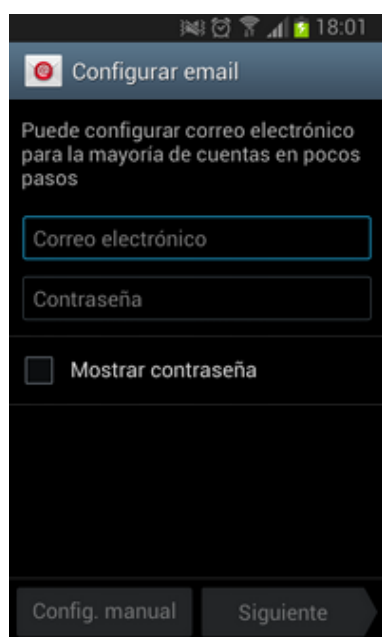 18:01
Configurar email
Puede configurar correo electrónico
para la mayoría de cuentas en pocos
pasos
Correo electrónico
Contraseña
Mostrar contraseña
Config. manual
Siguiente